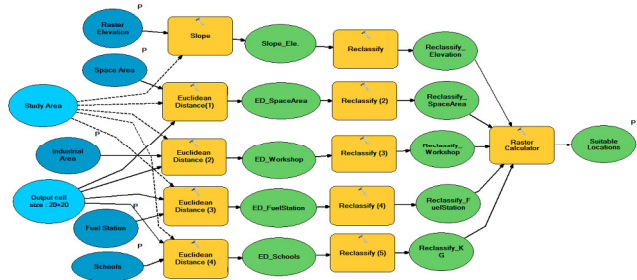 P
Raster
Elevation
Slope
Slope_Ele.
Reclassify
Reclassify_
Elevation
P
Space Area
Study Area
Euclidean
Distance(1)
ED_SpaceArea
Reclassify (2)
Reclassify_
SpaceArea
P
Industrial
Area
Euclidean
Distance (2)
ED_Workshop
Reclassify (3)
Reclassify_
Workshop
Raster
Calculator
P
Suitable
Locations
Output cell
size : 20×20
P
Fuel Station
Euclidean
Distance (3)
ED_FuelStation
Reclassify (4)
Reclassify_F
uelStation
P
Schools
Euclidean
Distance (4)
ED_Schools
Reclassify (5)
Reclassify_K
G